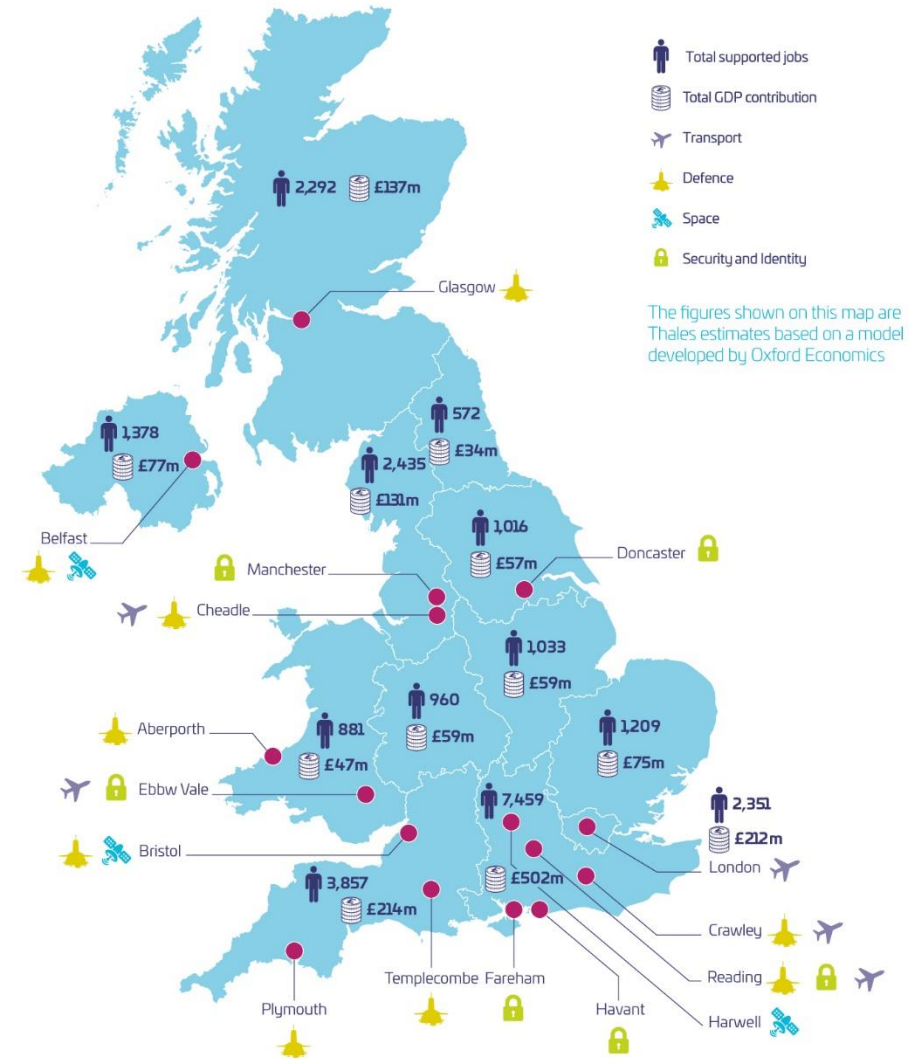 Total supported jobs
Total GDP contribution
Transport
Defence
Space
Security and Identity
The figures shown on this map are
Thales estimates based on a model
developed by Oxford Economics
2,292 £137m
Glasgow
572
£34m
1,378
£77m
2,435
£131m
Belfast
1,016
£57m
Doncaster
Manchester
Cheadle
1,033
£59m
960
£59m
1,209
£75m
Aberporth
881
£47m
Ebbw Vale
7,459
£502m
2,351
£212m
London
Bristol
3,857
£214m
Crawley
Reading
Harwell
Templecombe
Fareham
Plymouth
Havant